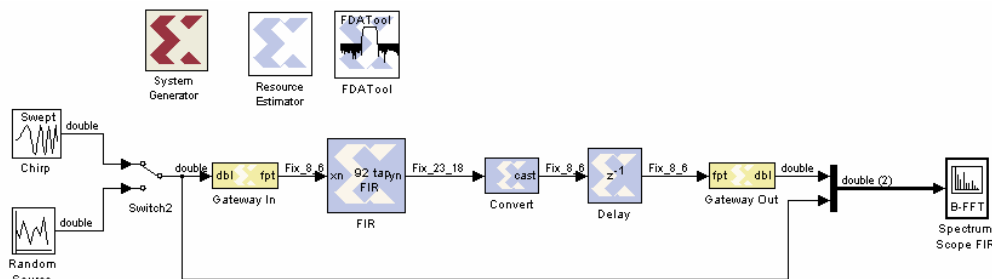 FDATool
System
Generator
Resource
Estimator
FDATool
Swept
double
Chirp
double
Random
Switch2
double
dbl fpt
Gateway In
Fix_8_6
xn 92 tap yn
FIR
FIR
Fix_23_18
cast
Convert
Fix_8_6
z-1
Delay
Fix_8_6
fpt dbl
Gateway Out
double
double (2)
B-FFT
Spectrum
Scope FIR